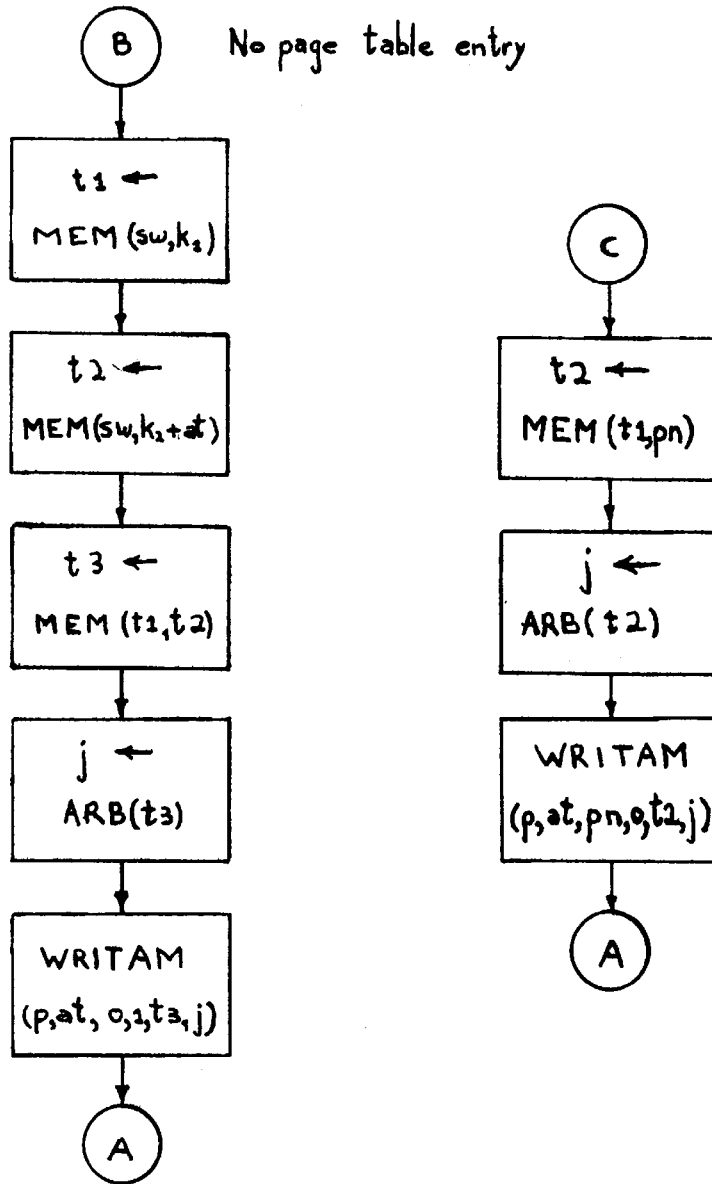 B
No page table entry
t1 ←
MEM(sw,k₁)
t2 ←
MEM(sw,k₂+at)
t3 ←
MEM(t1,t2)
j ←
ARB(t3)
WRITAM
(p,at,0,1,t3,j)
A
C
t2 ←
MEM(t1,pn)
j ←
ARB(t2)
WRITAM
(p,at,pn,0,t2,j)
A